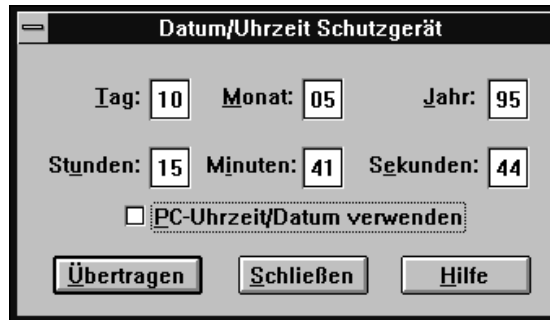 Datum/Uhrzeit Schutzgerät
Tag: 10 Monat: 05 Jahr: 95
Stunden: 15 Minuten: 41 Sekunden: 44
PC-Uhrzeit/Datum verwenden
Übertragen Schließen Hilfe